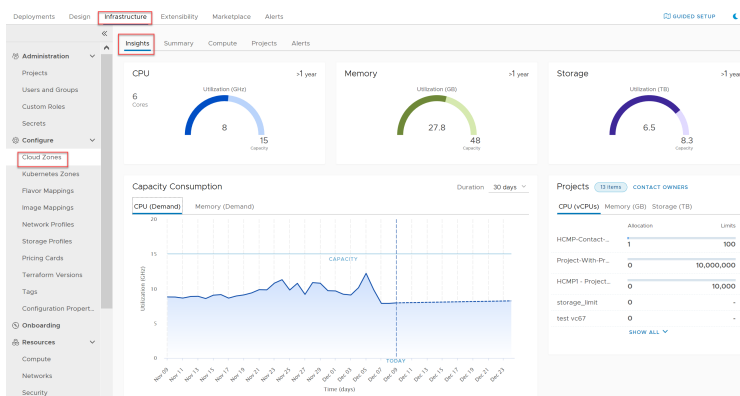 Deployments Design Infrastructure Extensibility Marketplace Alerts GUIDED SETUP
«
Insights Summary Compute Projects Alerts
Administration
Projects
Users and Groups
Custom Roles
Secrets
Configure
Cloud Zones
Kubernetes Zones
Flavor Mappings
Image Mappings
Network Profiles
Storage Profiles
Pricing Cards
Terraform Versions
Tags
Configuration Propert...
Onboarding
Resources
Compute
Networks
Security
CPU >1 year
6
Cores
Utilization (GHz)
8
15
Capacity
Memory >1 year
Utilization (GB)
27.8
48
Capacity
Storage >1 yea
Utilization (TB)
6.5
8.3
Capacity
Capacity Consumption Duration 30 days
CPU (Demand) Memory (Demand)
Utilization (GHz)
20
15
10
5
0
CAPACITY
TODAY
Nov 09 Nov 11 Nov 13 Nov 15 Nov 17 Nov 19 Nov 21 Nov 23 Nov 25 Nov 27 Nov 29 Dec 01 Dec 03 Dec 05 Dec 07 Dec 09 Dec 11 Dec 13 Dec 15 Dec 17 Dec 19 Dec 21 Dec 23
Time (days)
Projects 13 items CONTACT OWNERS
CPU (vCPUs) Memory (GB) Storage (TB)
Allocation Limits
HCMP-Contact-... 1 100
Project-With-Pr... 0 10,000,000
HCMP1 - Project... 0 10,000
storage_limit 0 -
test vc67 0 -
SHOW ALL